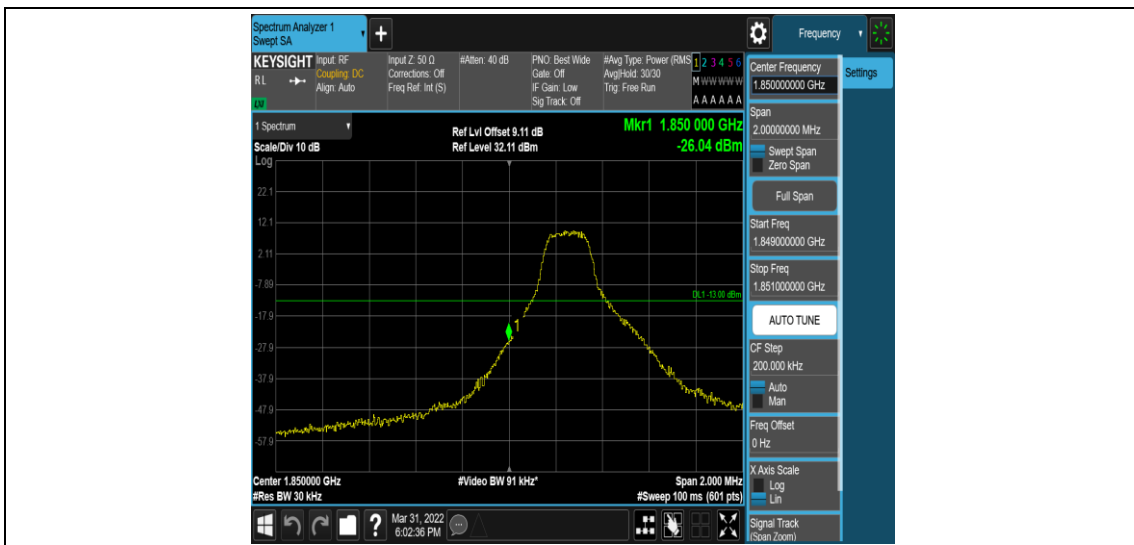 Spectrum Analyzer 1
Swept SA
+
Frequency
KEYSIGHT
Input: RF
Input Z: 50 Ω
#Atten: 40 dB
PNO: Best Wide
#Avg Type: Power (RMS
1 2 3 4 5 6
R L
Coupling: DC
Corrections: Off
Gate: Off
Avg|Hold: 30/30
M W W W W W
Align: Auto
Freq Ref: Int (S)
IF Gain: Low
Trig: Free Run
Sig Track: Off
A A A A A A
Center Frequency
1.850000000 GHz
Settings
Span
2.00000000 MHz
Swept Span
Zero Span
Full Span
Start Freq
1.849000000 GHz
Stop Freq
1.851000000 GHz
AUTO TUNE
CF Step
200.000 kHz
Auto
Man
Freq Offset
0 Hz
X Axis Scale
Log
Lin
Signal Track
(Span Zoom)
1 Spectrum
Ref Lvl Offset 9.11 dB
Mkr1 1.850 000 GHz
Scale/Div 10 dB
Ref Level 32.11 dBm
-26.04 dBm
Log
22.1
12.1
2.11
-7.89
DL1 -13.00 dBm
-17.9
1
-27.9
-37.9
-47.9
-57.9
Center 1.850000 GHz
#Video BW 91 kHz*
Span 2.000 MHz
#Res BW 30 kHz
#Sweep 100 ms (601 pts)
?
Mar 31, 2022
6:02:36 PM